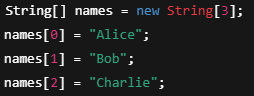 String[] names = new String[3];
names[0] = "Alice";
names[1] = "Bob";
names[2] = "Charlie";